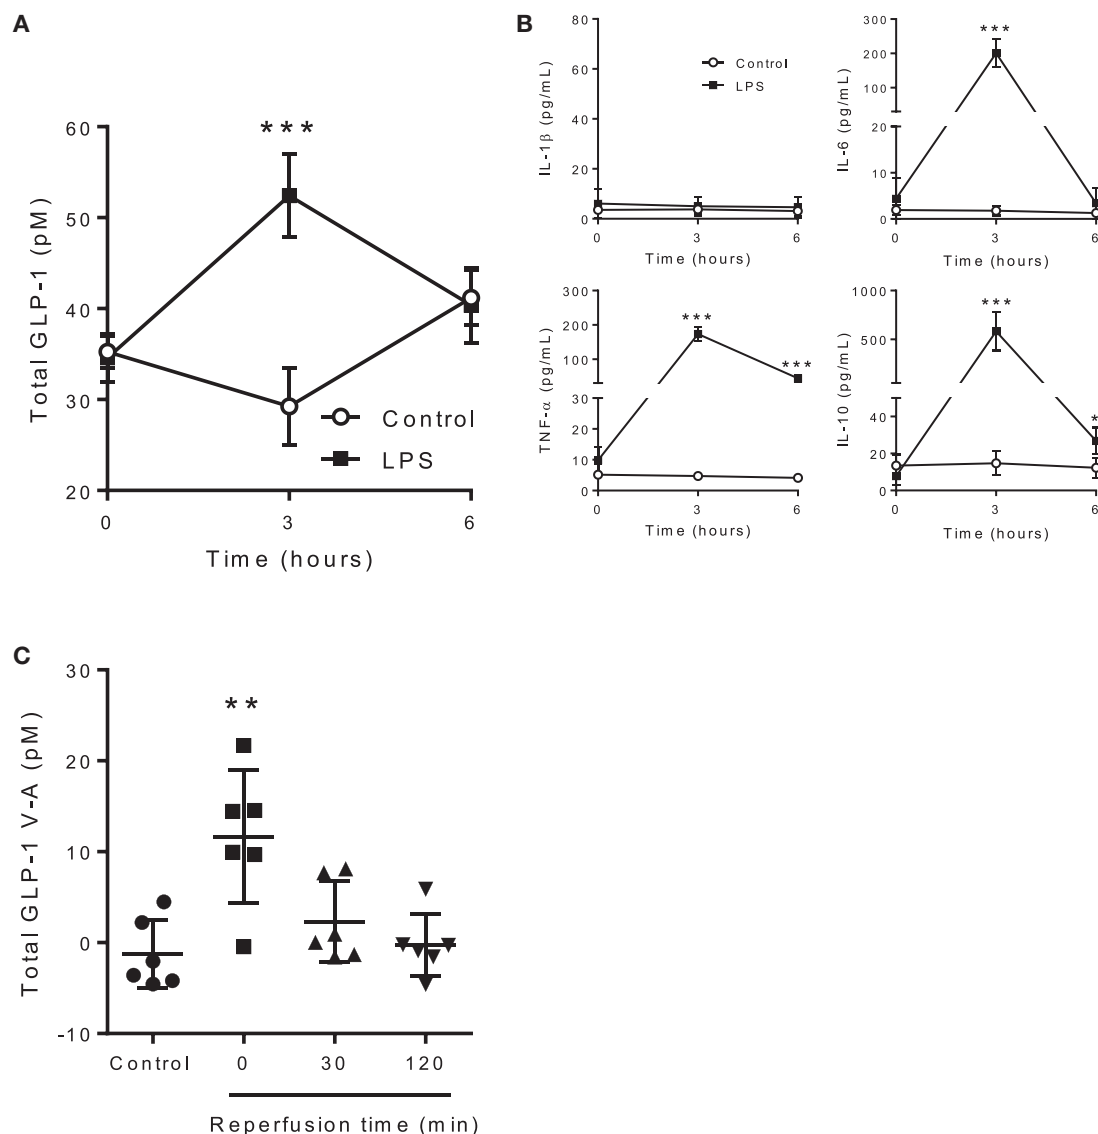 A
Total GLP-1 (pM)
60
50
40
30
20
***
Control
LPS
0 3 6
Time (hours)
B
IL-1β (pg/mL)
80
60
40
20
0
Control
LPS
0 3 6
Time (hours)
IL-6 (pg/mL)
300
200
100
20
10
0
***
0 3 6
Time (hours)
TNF-α (pg/mL)
300
200
100
30
20
10
0
***
***
0 3 6
Time (hours)
IL-10 (pg/mL)
1000
500
40
20
0
***
*
0 3 6
Time (hours)
C
Total GLP-1 V-A (pM)
30
20
10
0
-10
**
Control 0 30 120
Reperfusion time (min)